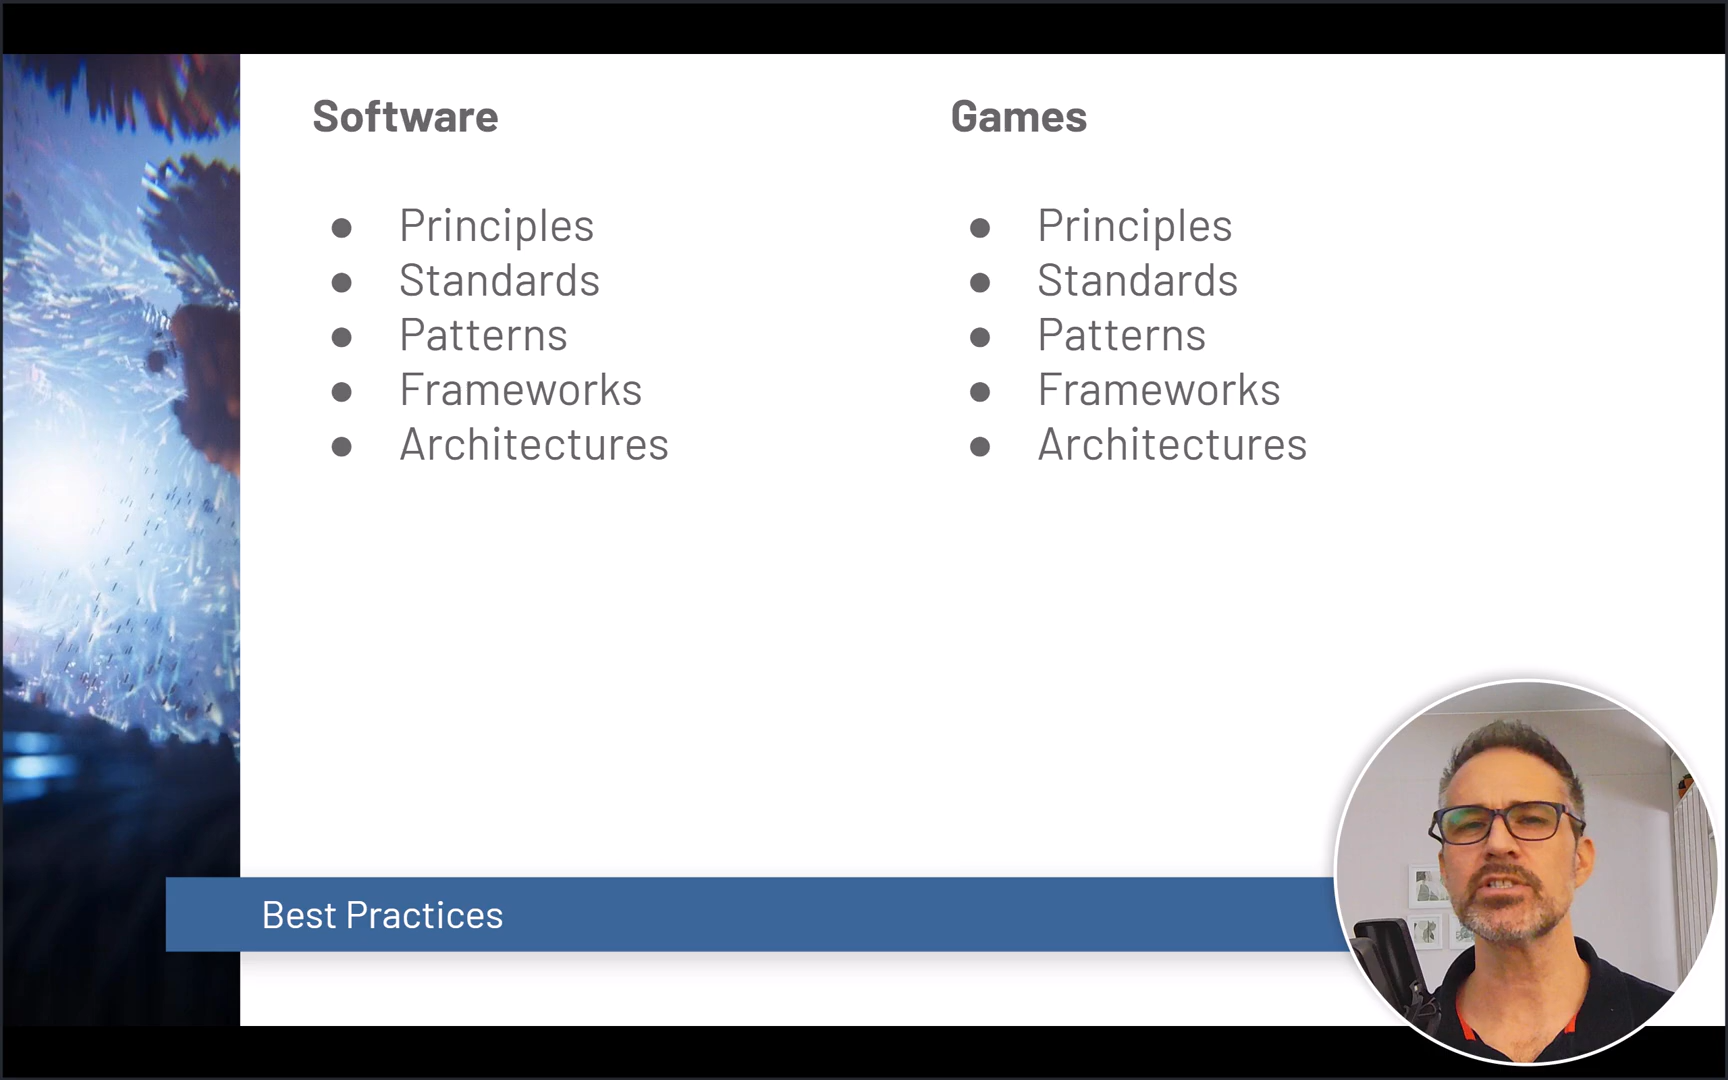 Software
Principles
Standards
Patterns
Frameworks
Architectures
Games
Principles
Standards
Patterns
Frameworks
Architectures
Best Practices